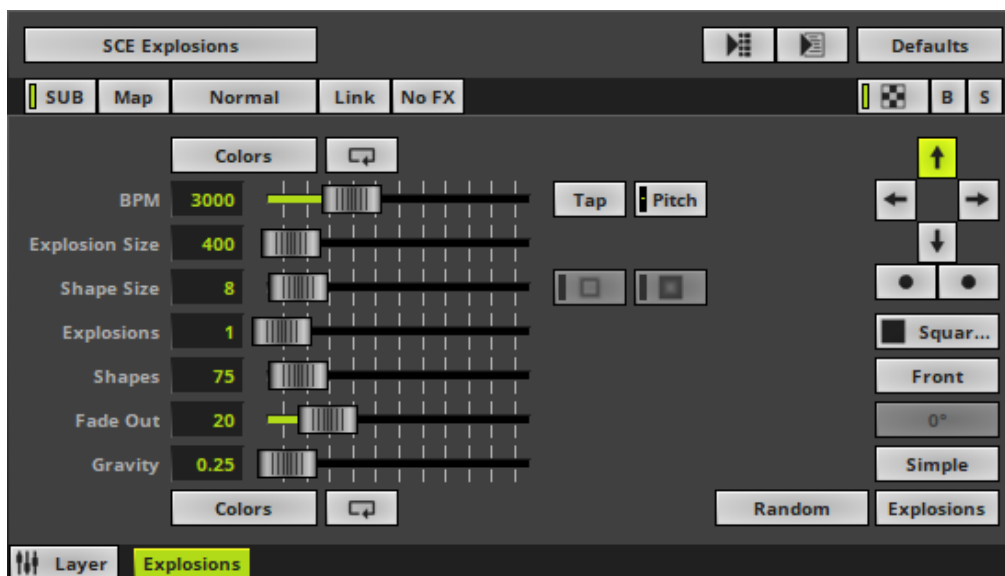 SCE Explosions Defaults
SUB Map Normal Link No FX B S
Colors
BPM 3000 Tap Pitch
Explosion Size 400
Shape Size 8
Explosions 1 Squar...
Shapes 75 Front
Fade Out 20 0°
Gravity 0.25 Simple
Colors Random Explosions
Layer Explosions